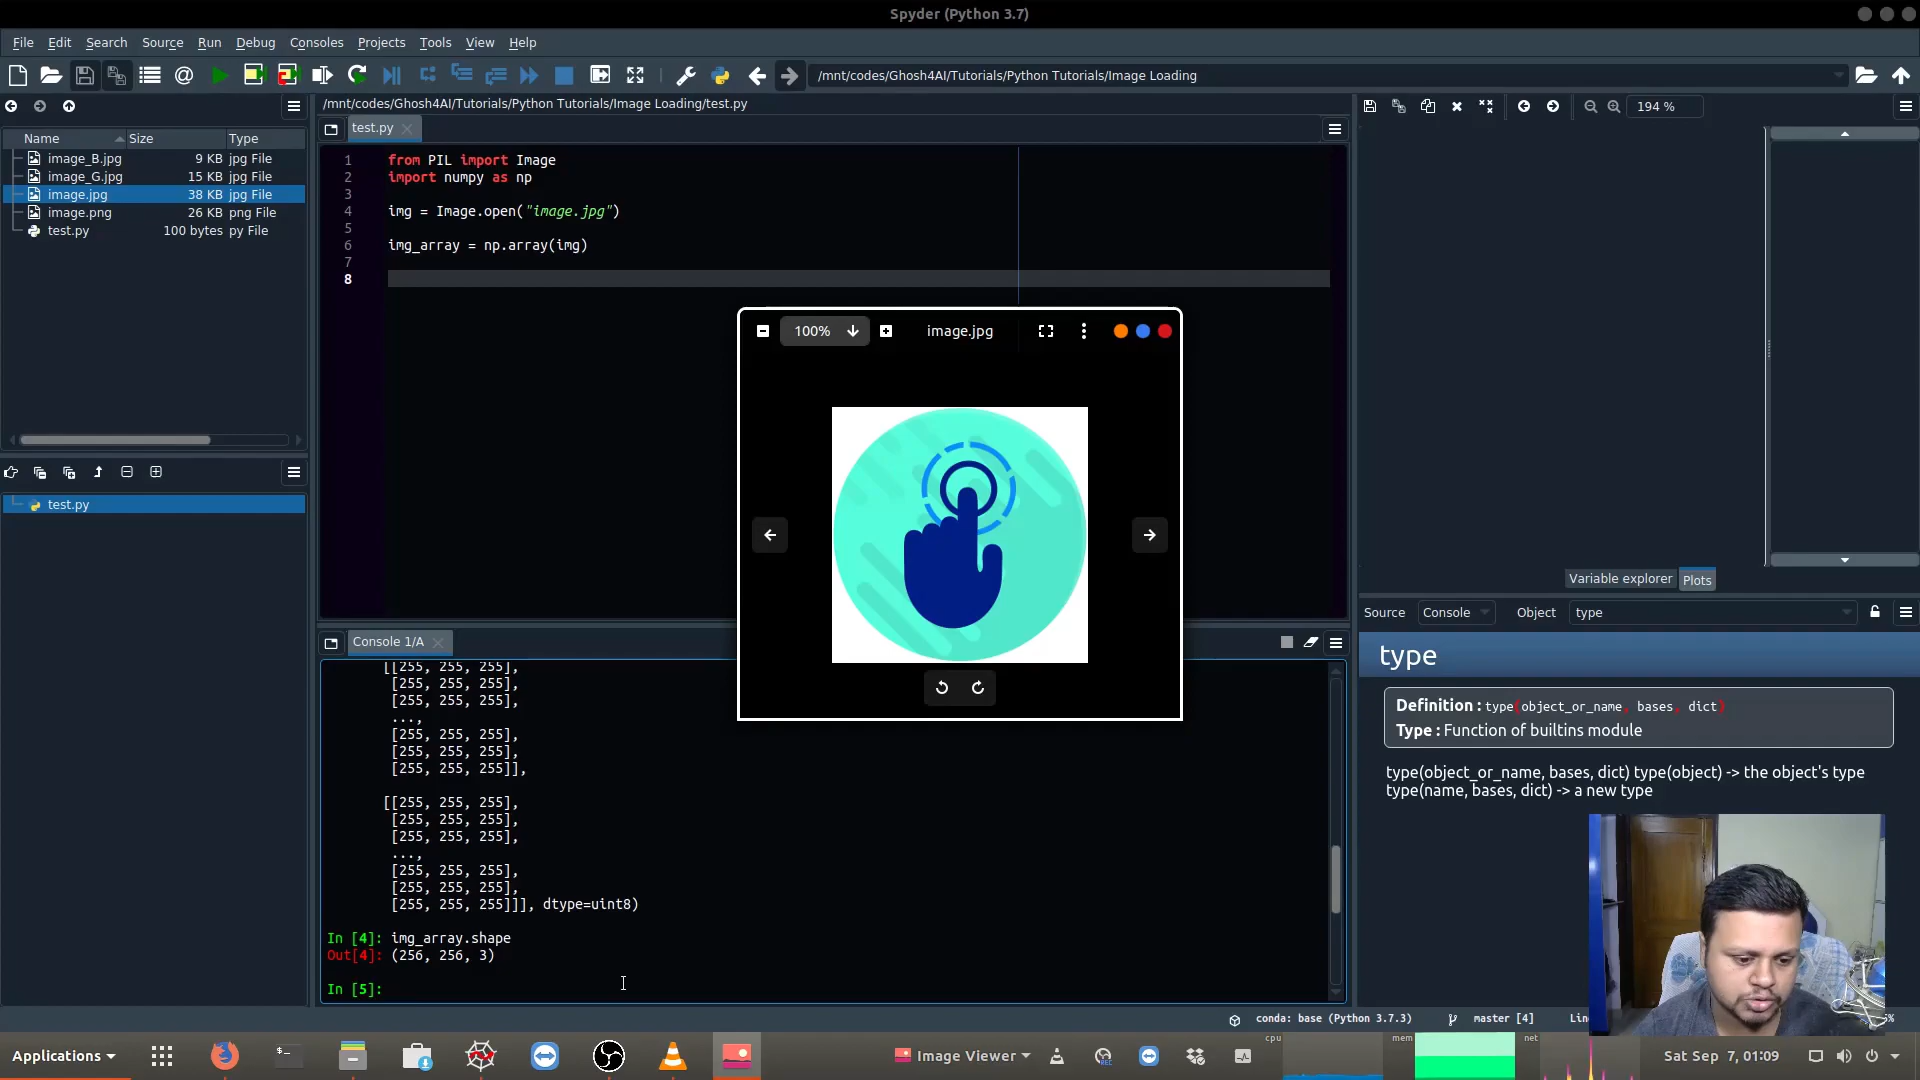 Spyder (Python 3.7)
File Edit Search Source Run Debug Consoles Projects Tools View Help
/mnt/codes/Ghosh4AI/Tutorials/Python Tutorials/Image Loading
/mnt/codes/Ghosh4AI/Tutorials/Python Tutorials/Image Loading/test.py
194 %
Name Size Type
image_B.jpg 9 KB jpg File
image_G.jpg 15 KB jpg File
image.jpg 38 KB jpg File
image.png 26 KB png File
test.py 100 bytes py File
test.py
test.py
1 from PIL import Image
2 import numpy as np
3
4 img = Image.open("image.jpg")
5
6 img_array = np.array(img)
7
8
100% image.jpg
Variable explorer Plots
Source Console Object type
type
Definition : type(object_or_name, bases, dict)
Type : Function of builtins module
type(object_or_name, bases, dict) type(object) -> the object's type
type(name, bases, dict) -> a new type
Console 1/A
[[255, 255, 255],
[255, 255, 255],
[255, 255, 255],
...,
[255, 255, 255],
[255, 255, 255],
[255, 255, 255]],
[[255, 255, 255],
[255, 255, 255],
[255, 255, 255],
...,
[255, 255, 255],
[255, 255, 255],
[255, 255, 255]]], dtype=uint8)
In [4]: img_array.shape
Out[4]: (256, 256, 3)
In [5]:
conda: base (Python 3.7.3) master [4]
Applications
Image Viewer
cpu mem net
Sat Sep 7, 01:09